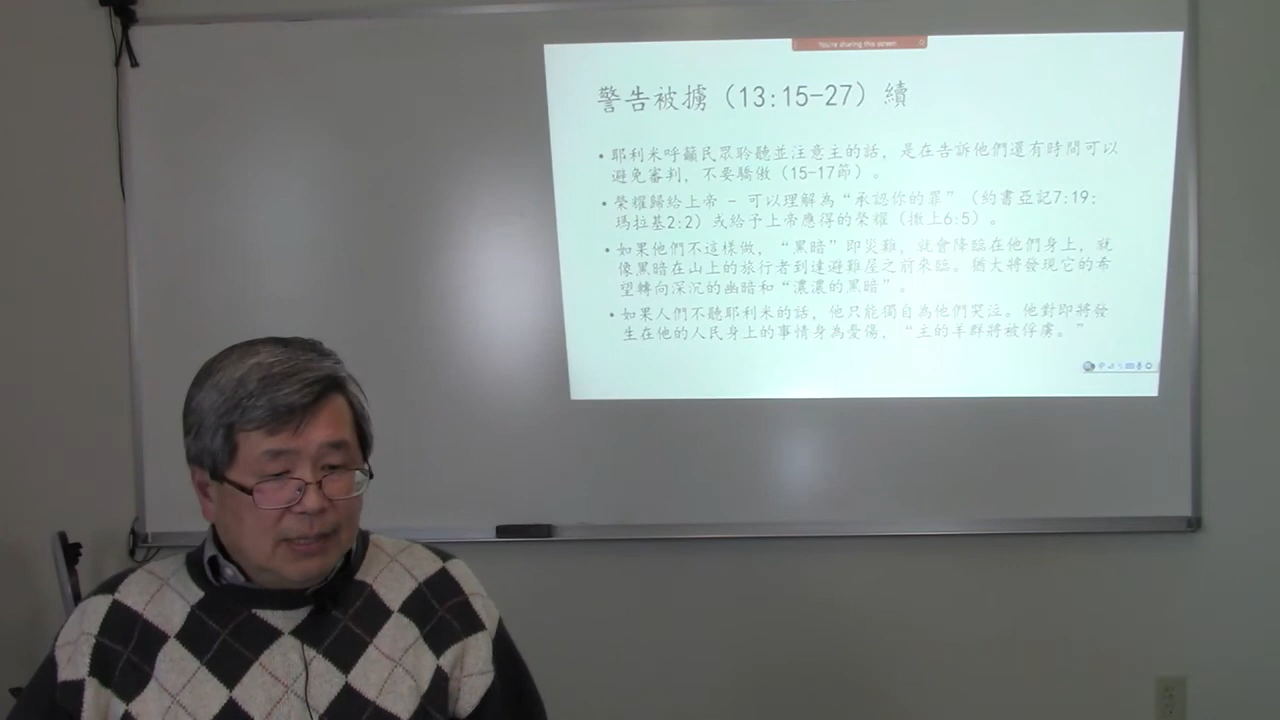 You're sharing this screen
警告被擄（13:15-27）續
• 耶利米呼籲民眾聆聽並注意主的話，是在告訴他們還有時間可以
避免審判，不要驕傲（15-17節）。
• 榮耀歸給上帝 - 可以理解為“承認你的罪”（約書亞記7:19；
瑪拉基2:2）或給予上帝應得的榮耀（撒上6:5）。
• 如果他們不這樣做，“黑暗”即災難，就會降臨在他們身上，就
像黑暗在山上的旅行者到達避難屋之前來臨。猶大將發現它的希
望轉向深沉的幽暗和“濃濃的黑暗”。
• 如果人們不聽耶利米的話，他只能獨自為他們哭泣。他對即將發
生在他的人民身上的事情身為憂傷，“主的羊群將被俘虜。”